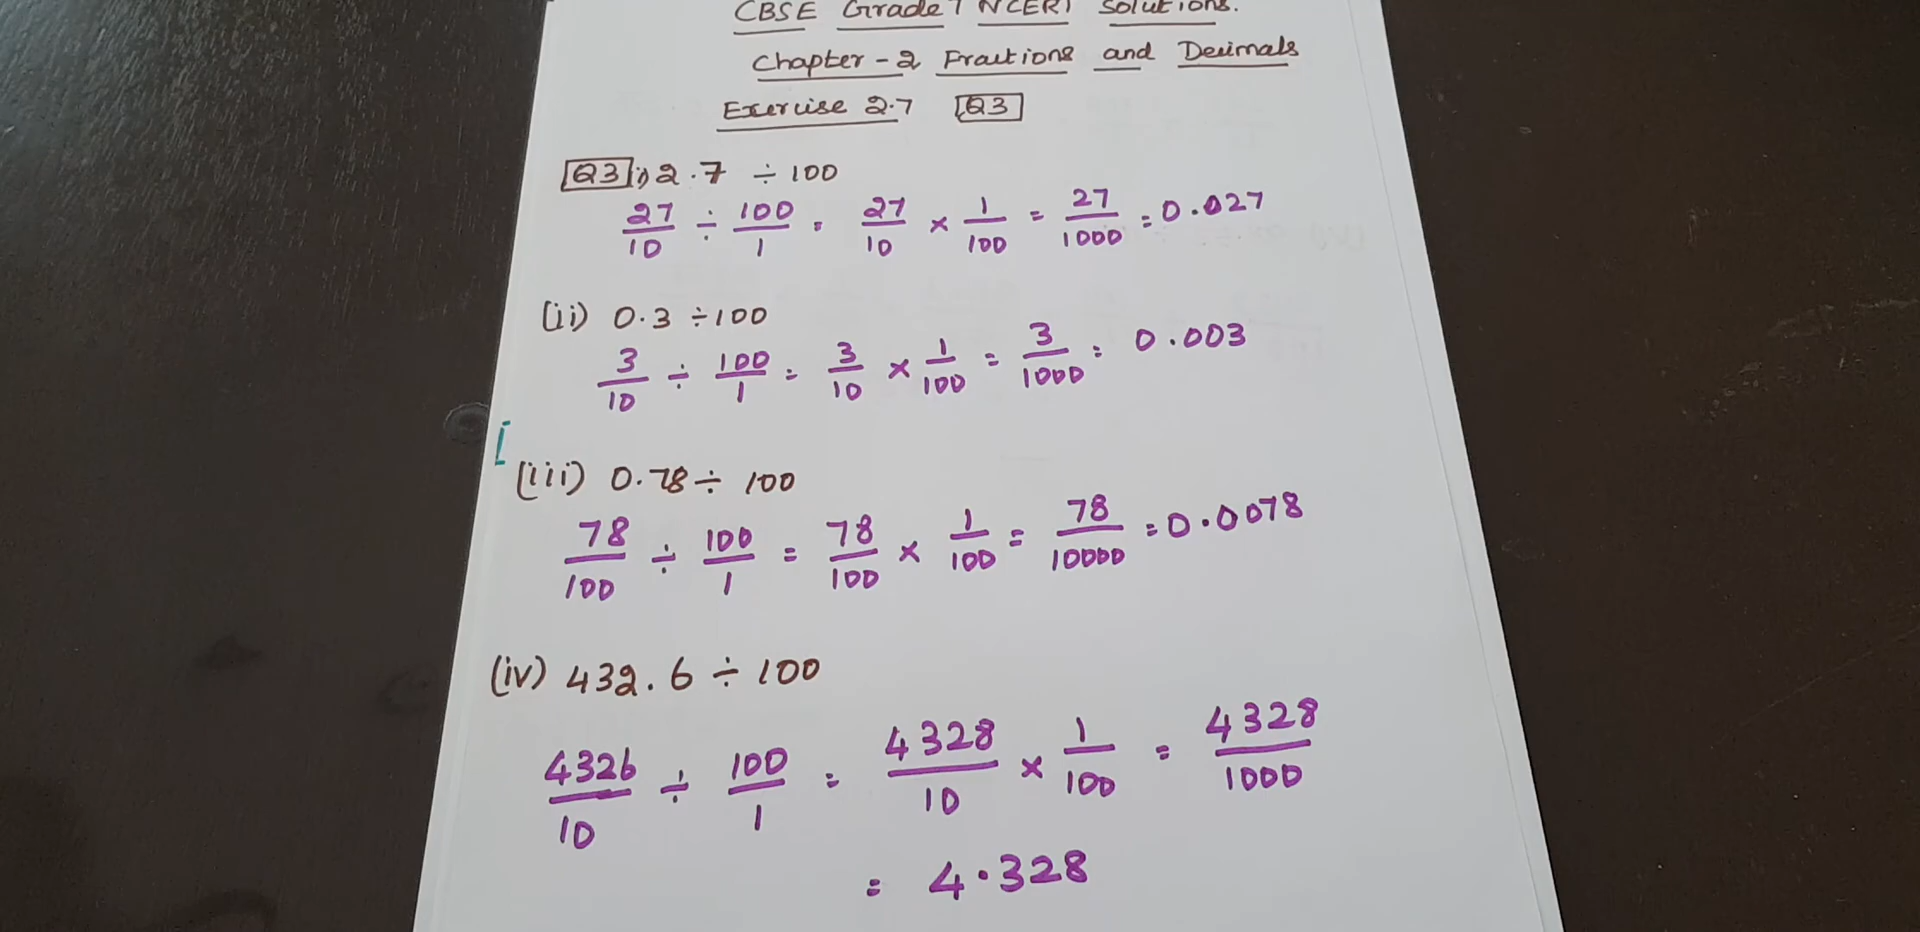 CBSE Grade 7 NCERT Solutions.
Chapter - 2 Fractions and Decimals
Exercise 2.7 Q3
Q3 i) 2.7 ÷ 100
27/10 ÷ 100/1 = 27/10 × 1/100 = 27/1000 = 0.027
(ii) 0.3 ÷ 100
3/10 ÷ 100/1 = 3/10 × 1/100 = 3/1000 = 0.003
(iii) 0.78 ÷ 100
78/100 ÷ 100/1 = 78/100 × 1/100 = 78/10000 = 0.0078
(iv) 432.6 ÷ 100
4326/10 ÷ 100/1 = 4328/10 × 1/100 = 4328/1000
= 4.328